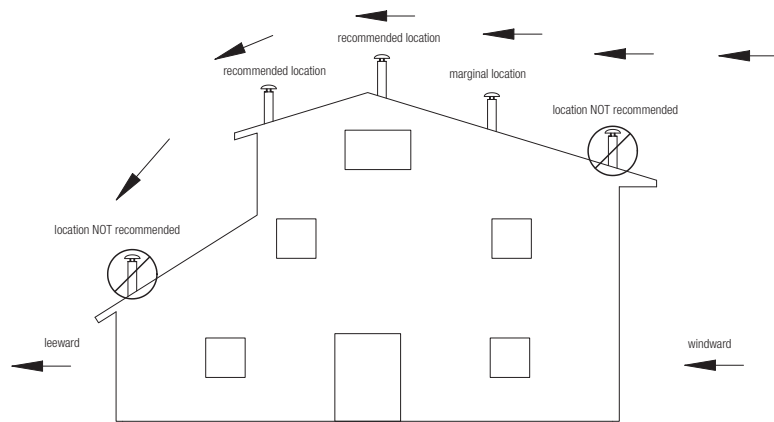 recommended location
recommended location
marginal location
location NOT recommended
location NOT recommended
leeward
windward